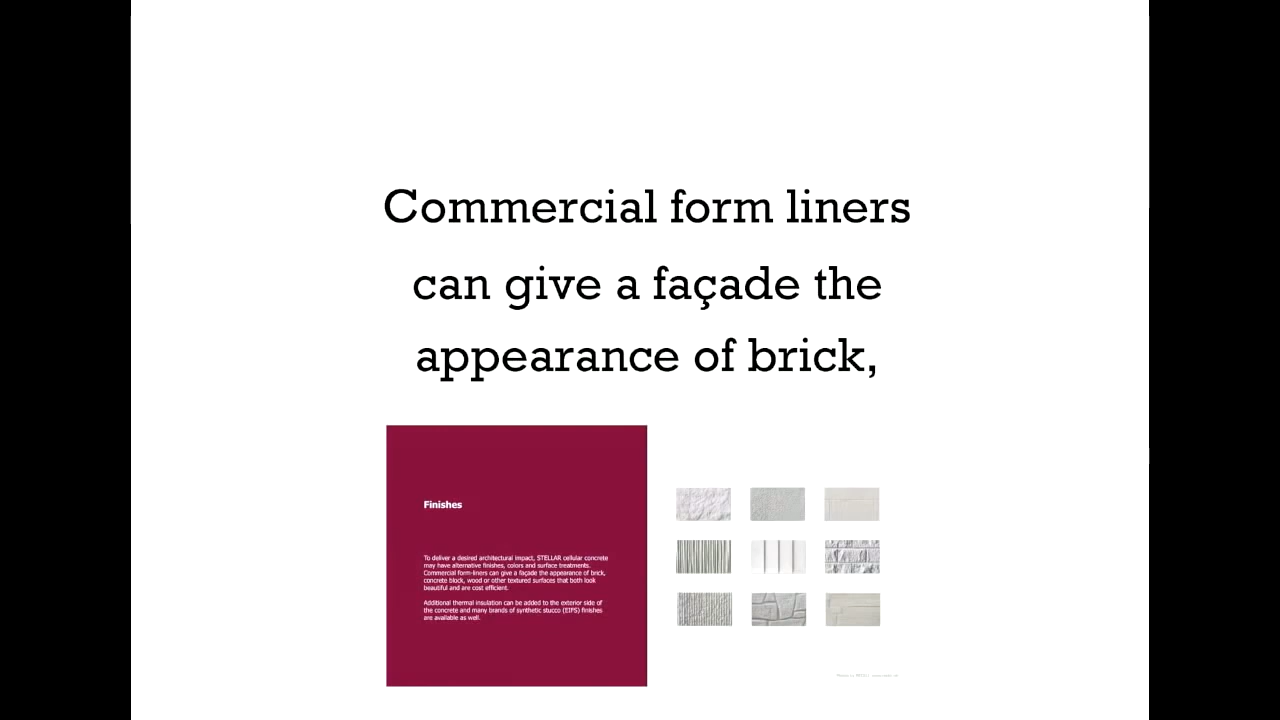 Commercial form liners
can give a façade the
appearance of brick,
Finishes
To deliver a desired architectural impact, STELLAR cellular concrete
may have alternative finishes, colors and surface treatments.
Commercial form-liners can give a façade the appearance of brick,
concrete block, wood or other textured surfaces that both look
beautiful and are cost efficient.
Additional thermal insulation can be added to the exterior side of
the concrete and many brands of synthetic stucco (EIFS) finishes
are available as well.